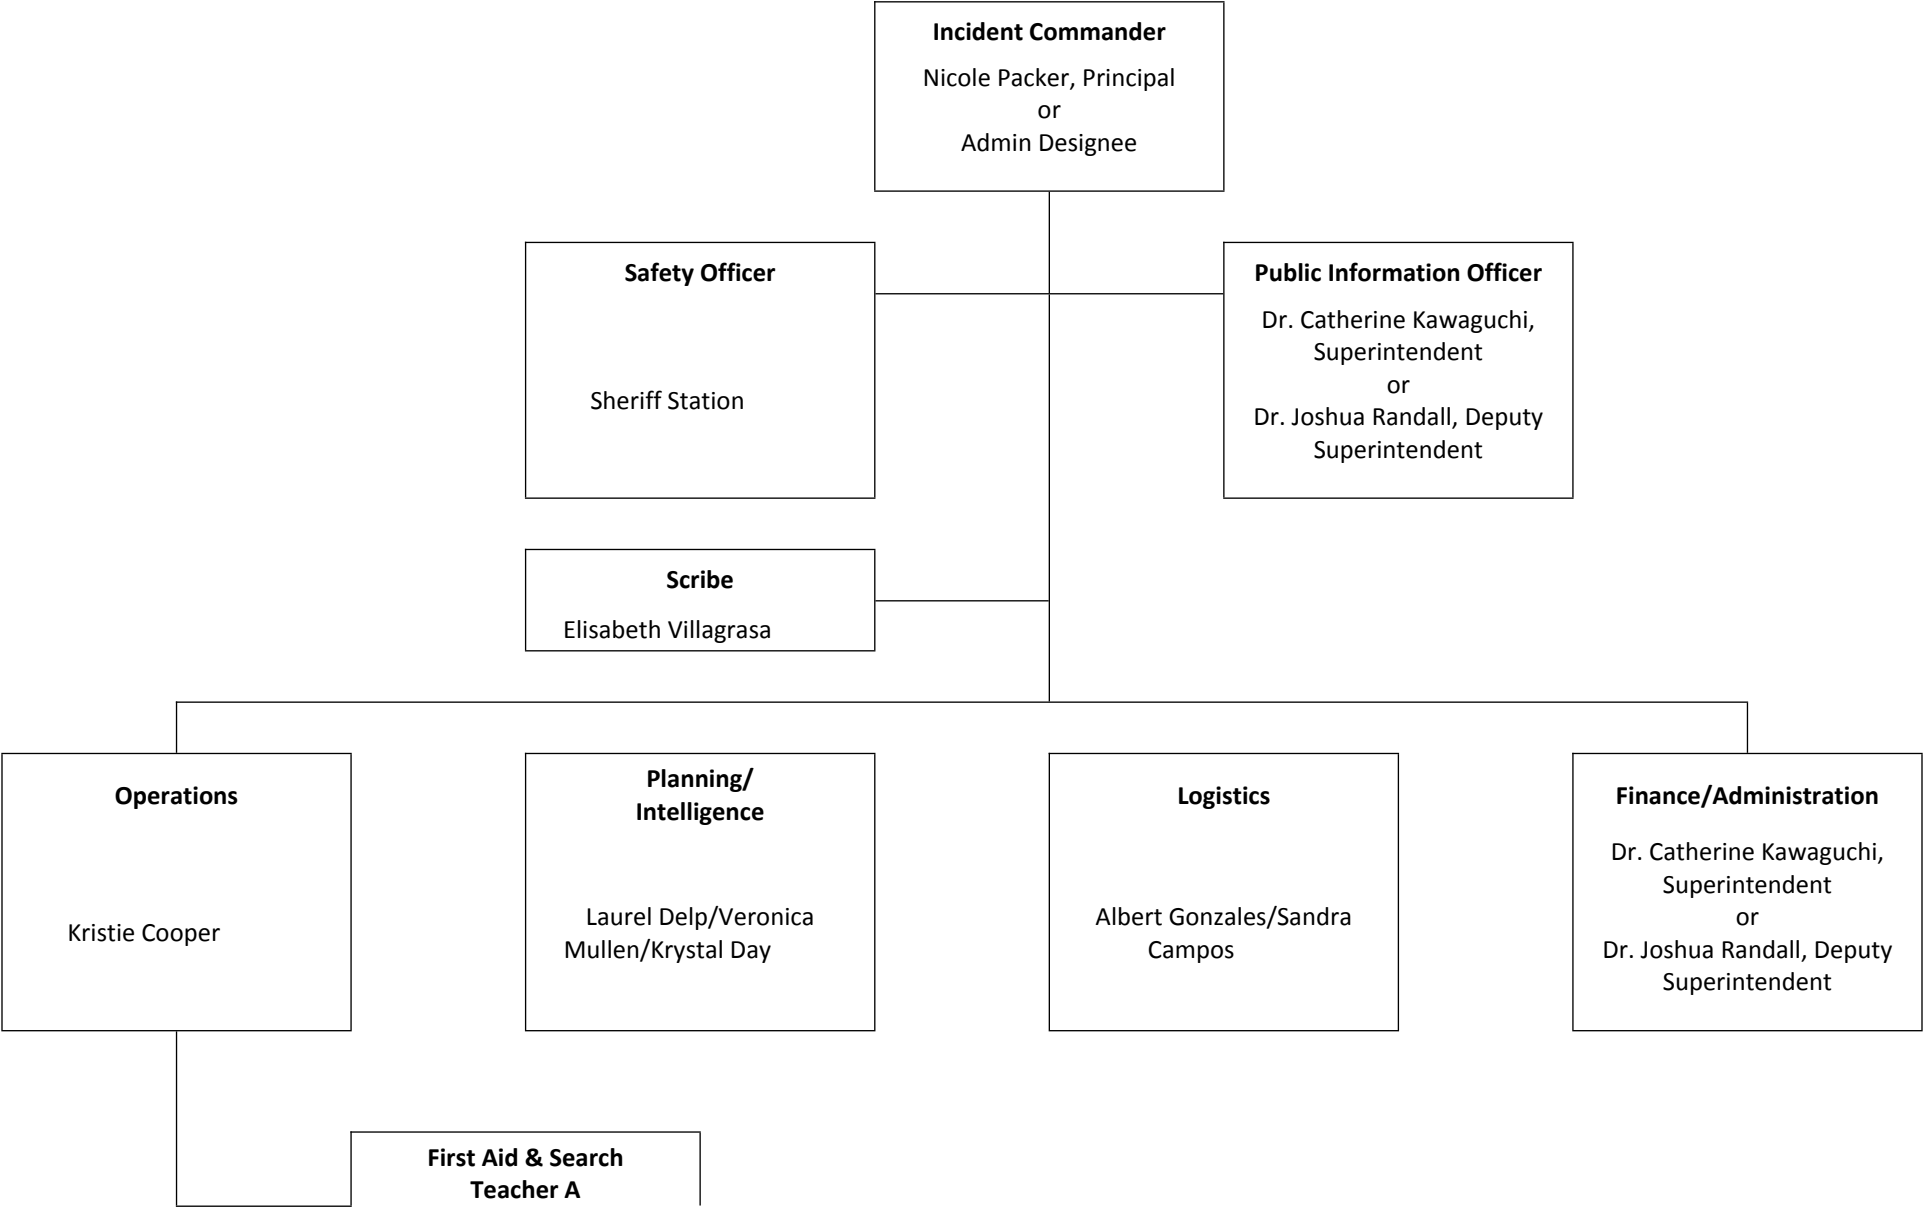 Incident Commander
Nicole Packer, Principal
or
Admin Designee
Safety Officer
Sheriff Station
Public Information Officer
Dr. Catherine Kawaguchi,
Superintendent
or
Dr. Joshua Randall, Deputy
Superintendent
Scribe
Elisabeth Villagrasa
Operations
Kristie Cooper
Planning/
Intelligence
Laurel Delp/Veronica
Mullen/Krystal Day
Logistics
Albert Gonzales/Sandra
Campos
Finance/Administration
Dr. Catherine Kawaguchi,
Superintendent
or
Dr. Joshua Randall, Deputy
Superintendent
First Aid & Search
Teacher A